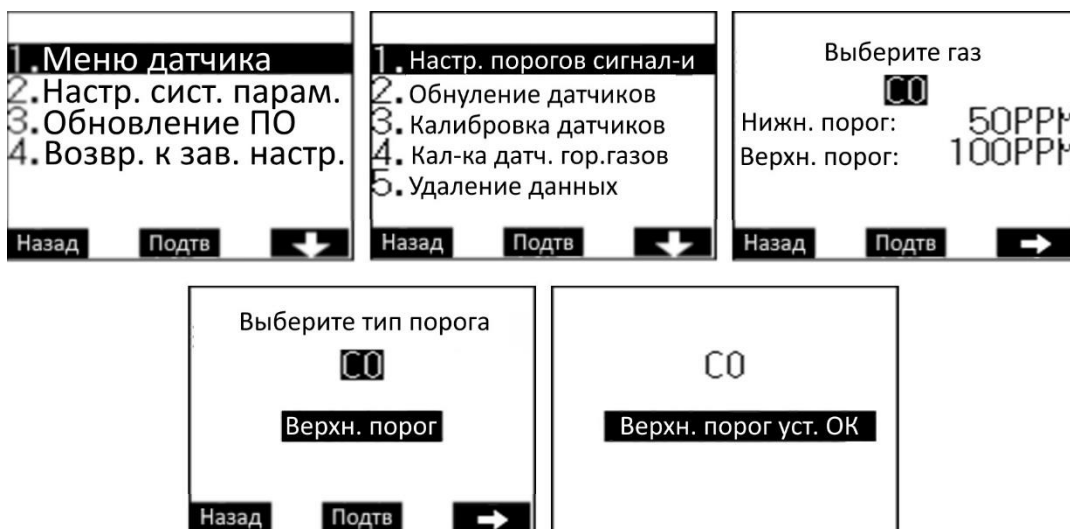 1.Меню датчика
2.Настр. сист. парам.
3.Обновление ПО
4.Возвр. к зав. настр.
Назад Подтв
1. Настр. порогов сигнал-и
2. Обнуление датчиков
3. Калибровка датчиков
4. Кал-ка датч. гор.газов
5. Удаление данных
Назад Подтв
Выберите газ
CO
Нижн. порог: 50PPM
Верхн. порог: 100PPM
Назад Подтв
Выберите тип порога
CO
Верхн. порог
Назад Подтв
CO
Верхн. порог уст. ОК